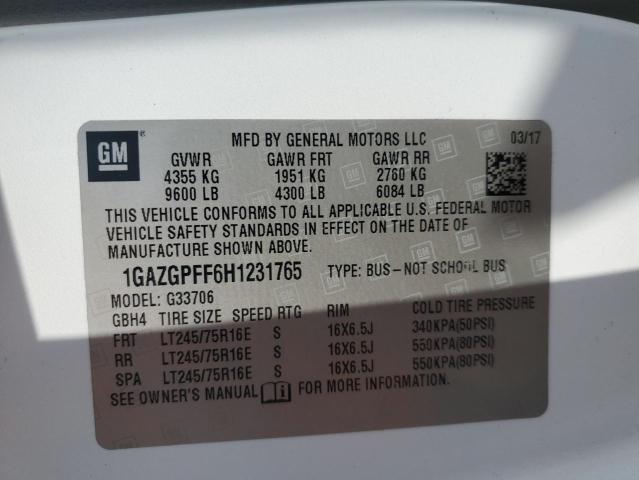 GM ® MFD BY GENERAL MOTORS LLC 03/17
GVWR GAWR FRT GAWR RR
4355 KG 1951 KG 2760 KG
9600 LB 4300 LB 6084 LB
THIS VEHICLE CONFORMS TO ALL APPLICABLE U.S. FEDERAL MOTOR
VEHICLE SAFETY STANDARDS IN EFFECT ON THE DATE OF
MANUFACTURE SHOWN ABOVE.
1GAZGPFF6H1231765 TYPE: BUS-NOT SCHOOL BUS
MODEL: G33706
GBH4 TIRE SIZE SPEED RTG RIM COLD TIRE PRESSURE
FRT LT245/75R16E S 16X6.5J 340KPA(50PSI)
RR LT245/75R16E S 16X6.5J 550KPA(80PSI)
SPA LT245/75R16E S 16X6.5J 550KPA(80PSI)
SEE OWNER'S MANUAL i FOR MORE INFORMATION.